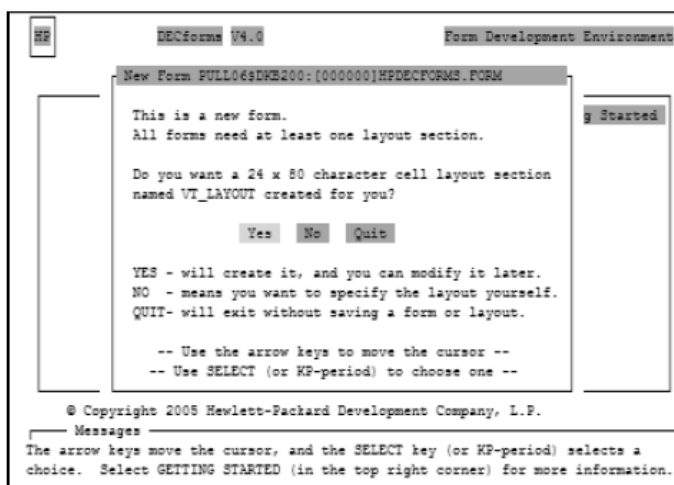 HP DECforms V4.0 Form Development Environment
New Form PULL06$DKB200:[000000]HPDECFORMS.FORM
g Started
This is a new form.
All forms need at least one layout section.
Do you want a 24 x 80 character cell layout section
named VT_LAYOUT created for you?
Yes No Quit
YES - will create it, and you can modify it later.
NO - means you want to specify the layout yourself.
QUIT- will exit without saving a form or layout.
-- Use the arrow keys to move the cursor --
-- Use SELECT (or KP-period) to choose one --
© Copyright 2005 Hewlett-Packard Development Company, L.P.
Messages
The arrow keys move the cursor, and the SELECT key (or KP-period) selects a
choice. Select GETTING STARTED (in the top right corner) for more information.